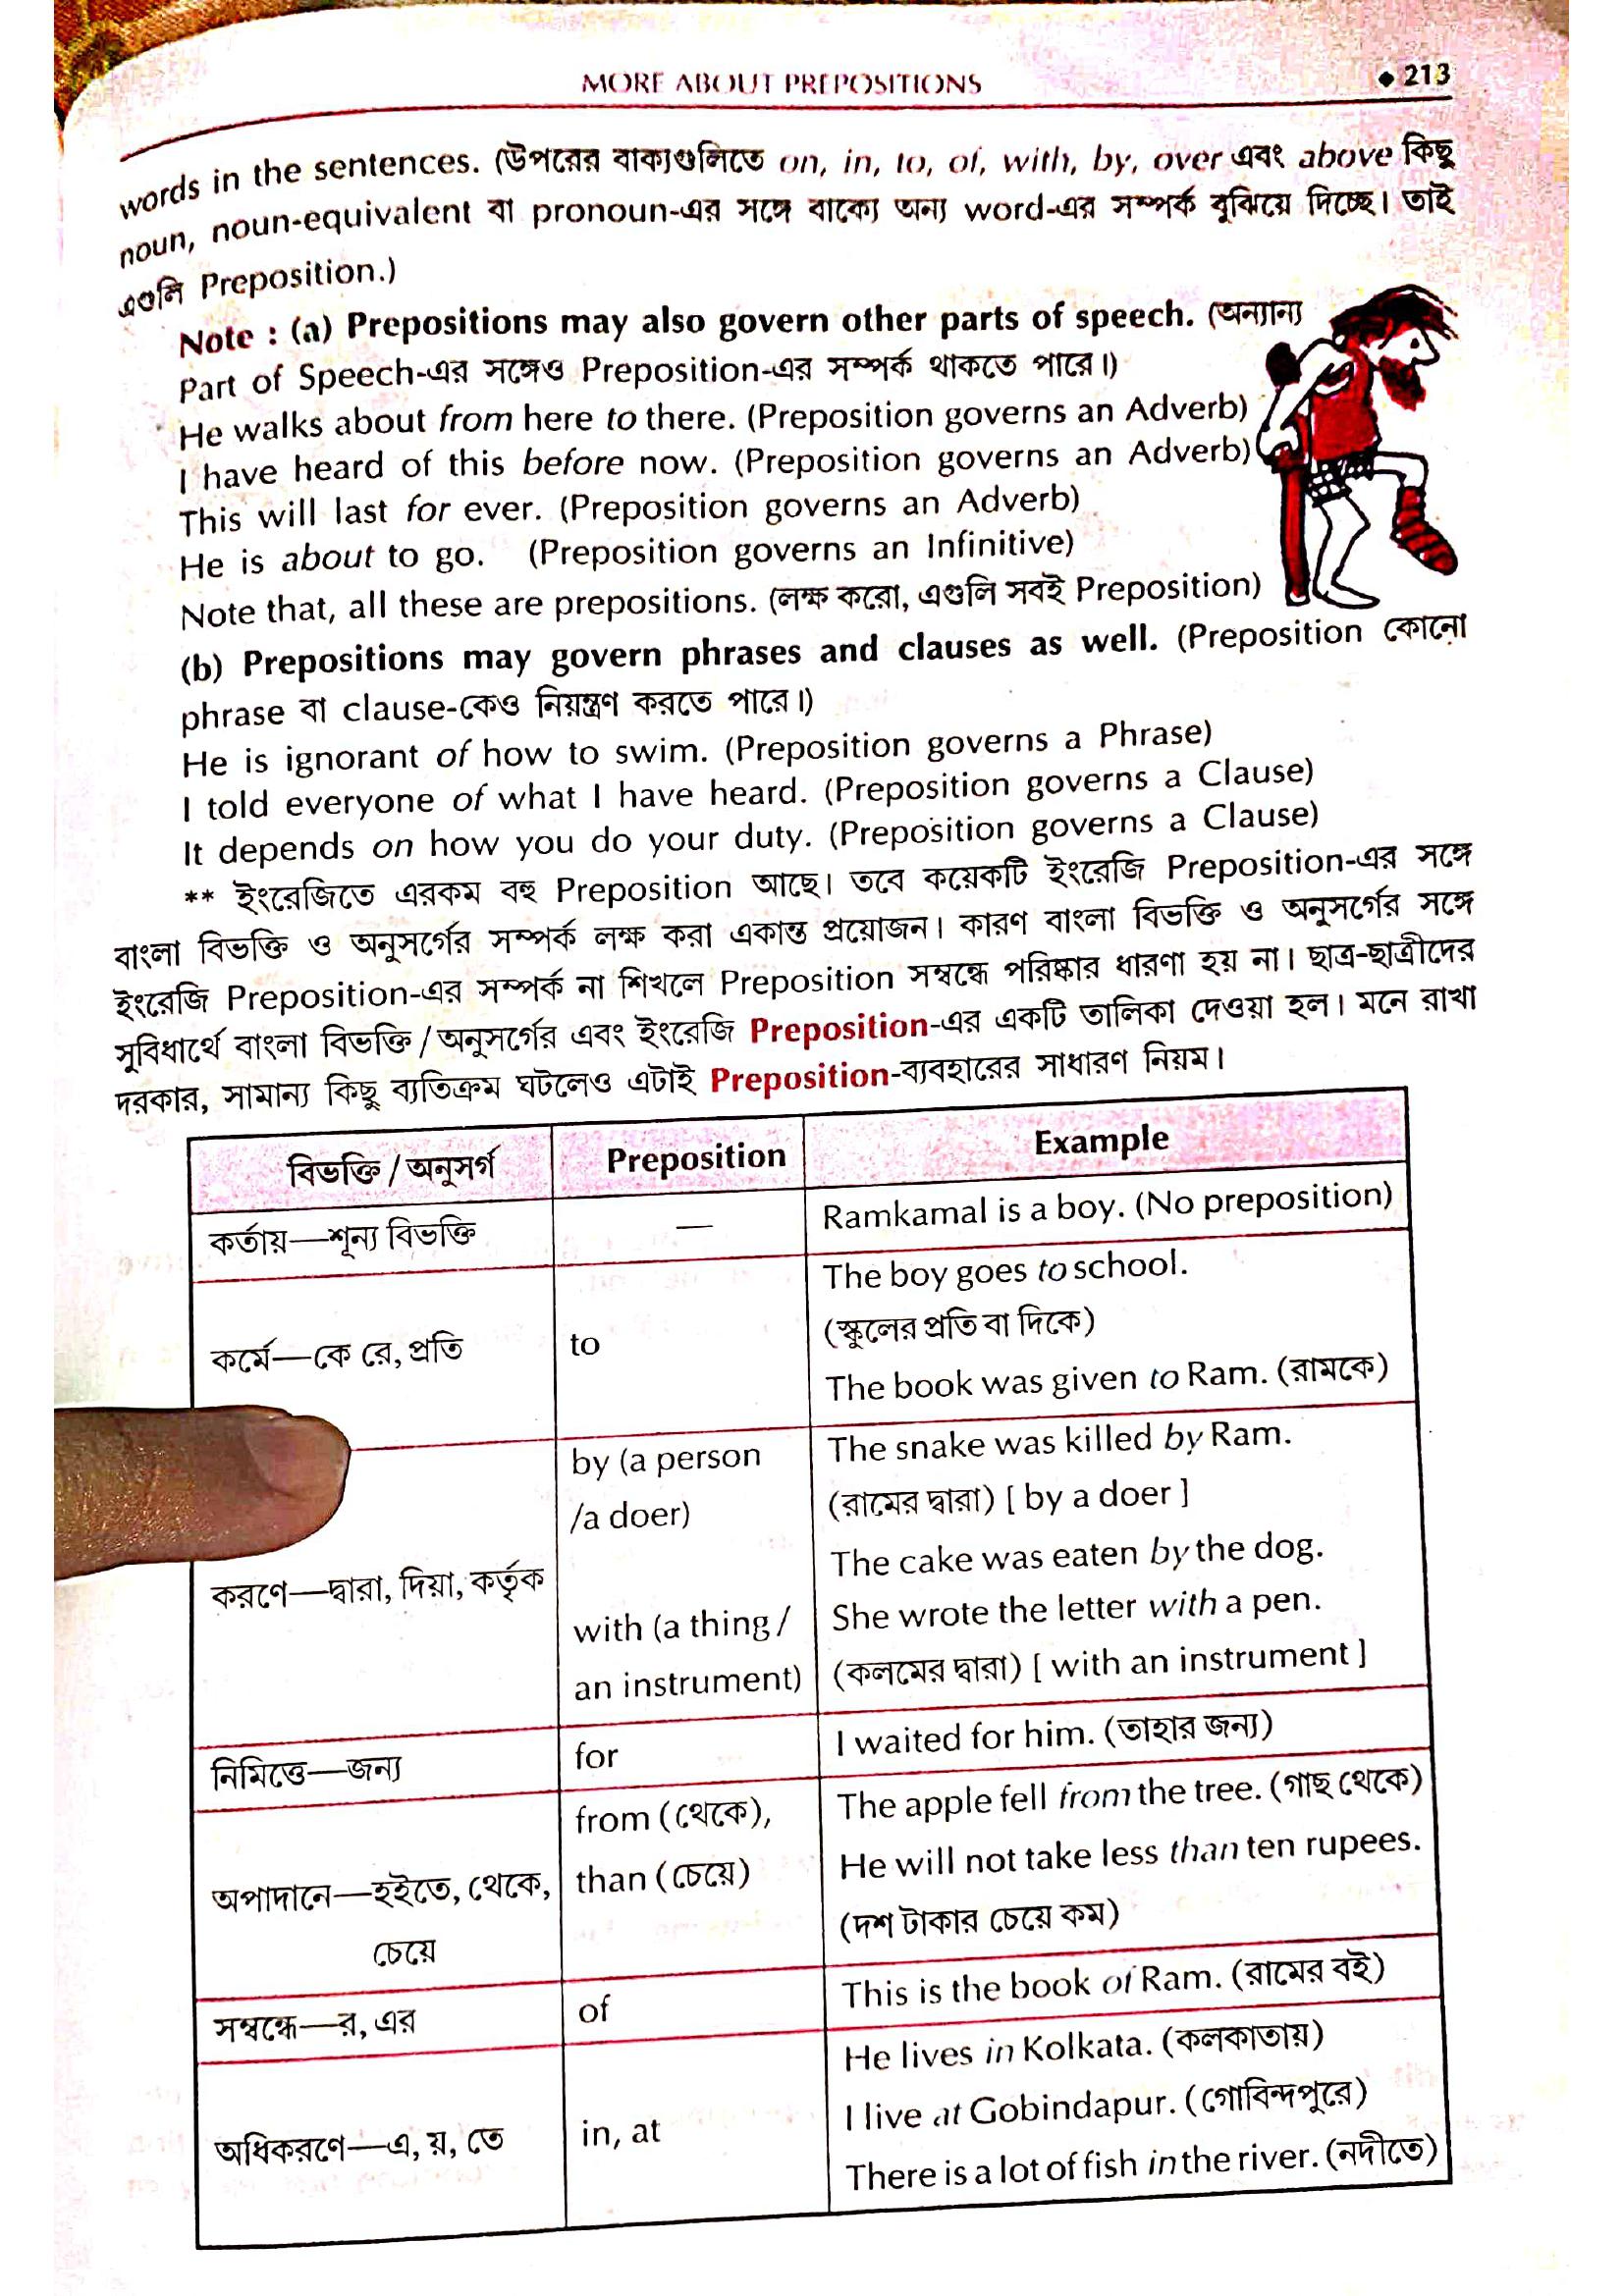 MORE ABOUT PREPOSITIONS ◆ 213
words in the sentences. (উপরের বাক্যগুলিতে on, in, to, of, with, by, over এবং above কিছু
noun, noun-equivalent বা pronoun-এর সঙ্গে বাক্যে অন্য word-এর সম্পর্ক বুঝিয়ে দিচ্ছে। তাই
এগুলি Preposition.)
Note : (a) Prepositions may also govern other parts of speech. (অন্যান্য
Part of Speech-এর সঙ্গেও Preposition-এর সম্পর্ক থাকতে পারে।)
He walks about from here to there. (Preposition governs an Adverb)
I have heard of this before now. (Preposition governs an Adverb)
This will last for ever. (Preposition governs an Adverb)
He is about to go. (Preposition governs an Infinitive)
Note that, all these are prepositions. (লক্ষ করো, এগুলি সবই Preposition)
(b) Prepositions may govern phrases and clauses as well. (Preposition কোনো
phrase বা clause-কেও নিয়ন্ত্রণ করতে পারে।)
He is ignorant of how to swim. (Preposition governs a Phrase)
I told everyone of what I have heard. (Preposition governs a Clause)
It depends on how you do your duty. (Preposition governs a Clause)
** ইংরেজিতে এরকম বহু Preposition আছে। তবে কয়েকটি ইংরেজি Preposition-এর সঙ্গে
বাংলা বিভক্তি ও অনুসর্গের সম্পর্ক লক্ষ করা একান্ত প্রয়োজন। কারণ বাংলা বিভক্তি ও অনুসর্গের সঙ্গে
ইংরেজি Preposition-এর সম্পর্ক না শিখলে Preposition সম্বন্ধে পরিষ্কার ধারণা হয় না। ছাত্র-ছাত্রীদের
সুবিধার্থে বাংলা বিভক্তি / অনুসর্গের এবং ইংরেজি Preposition-এর একটি তালিকা দেওয়া হল। মনে রাখা
দরকার, সামান্য কিছু ব্যতিক্রম ঘটলেও এটাই Preposition-ব্যবহারের সাধারণ নিয়ম।
বিভক্তি / অনুসর্গ Preposition Example
কর্তায়—শূন্য বিভক্তি — Ramkamal is a boy. (No preposition)
The boy goes to school.
(স্কুলের প্রতি বা দিকে)
কর্মে—কে রে, প্রতি to
The book was given to Ram. (রামকে)
by (a person The snake was killed by Ram.
/a doer) (রামের দ্বারা) [ by a doer ]
The cake was eaten by the dog.
করণে—দ্বারা, দিয়া, কর্তৃক
with (a thing / She wrote the letter with a pen.
an instrument) (কলমের দ্বারা) [ with an instrument ]
নিমিত্তে—জন্য for I waited for him. (তাহার জন্য)
from (থেকে), The apple fell from the tree. (গাছ থেকে)
অপাদানে—হইতে, থেকে, than (চেয়ে) He will not take less than ten rupees.
চেয়ে (দশ টাকার চেয়ে কম)
সম্বন্ধে—র, এর of This is the book of Ram. (রামের বই)
He lives in Kolkata. (কলকাতায়)
অধিকরণে—এ, য়, তে in, at I live at Gobindapur. (গোবিন্দপুরে)
There is a lot of fish in the river. (নদীতে)